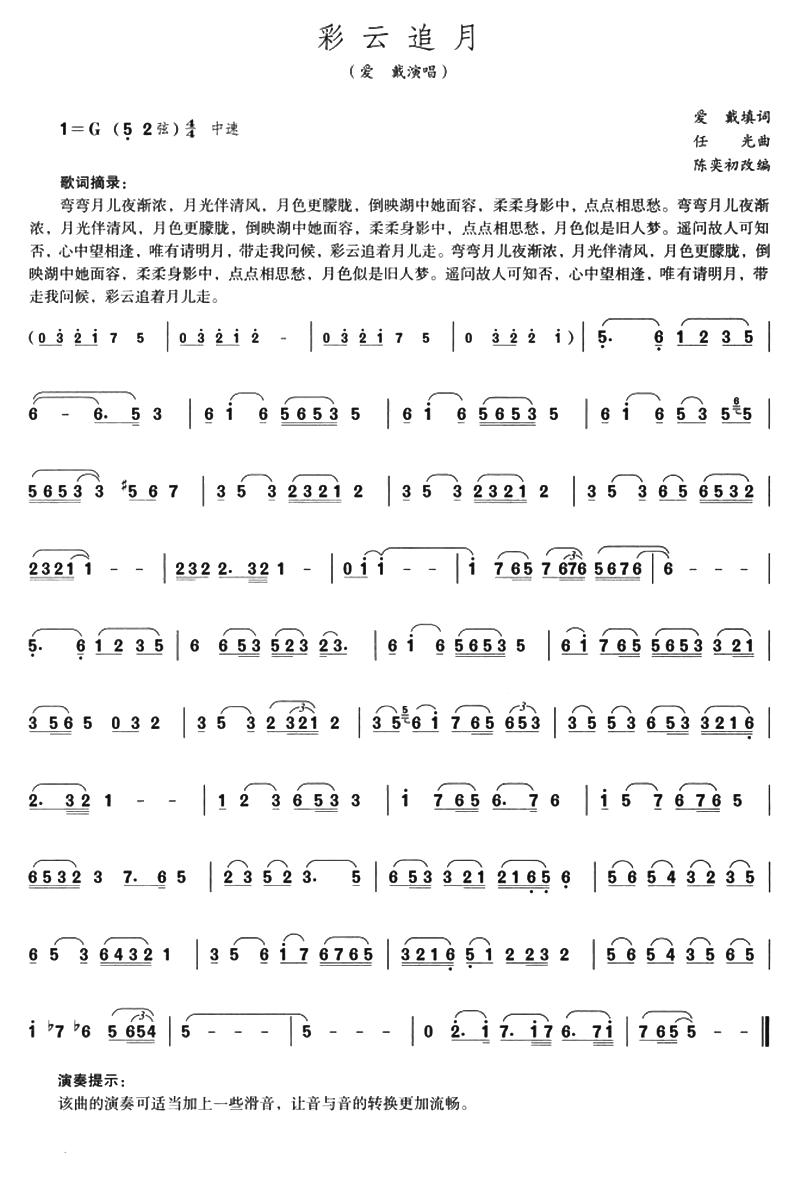 彩云追月
（爱 戴演唱）
1=G（5 2弦）4/4 中速
爱 戴填词
任 光曲
陈奕初改编
歌词摘录：
弯弯月儿夜渐浓，月光伴清风，月色更朦胧，倒映湖中她面容，柔柔身影中，点点相思愁。弯弯月儿夜渐
浓，月光伴清风，月色更朦胧，倒映湖中她面容，柔柔身影中，点点相思愁，月色似是旧人梦。遥问故人可知
否，心中望相逢，唯有请明月，带走我问候，彩云追着月儿走。弯弯月儿夜渐浓，月光伴清风，月色更朦胧，倒
映湖中她面容，柔柔身影中，点点相思愁，月色似是旧人梦。遥问故人可知否，心中望相逢，唯有请明月，带
走我问候，彩云追着月儿走。
(0 3 2 1 7 5 | 0 3 2 1 2 - | 0 3 2 1 7 5 | 0 3 2 2 1) | 5. 6 1 2 3 5 |
6 - 6. 5 3 | 6 1 6 5 6 5 3 5 | 6 1 6 5 6 5 3 5 | 6 1 6 5 3 5 6 5 |
5 6 5 3 3 #5 6 7 | 3 5 3 2 3 2 1 2 | 3 5 3 2 3 2 1 2 | 3 5 3 6 5 6 5 3 2 |
2 3 2 1 1 - - | 2 3 2 2. 3 2 1 - | 0 1 1 - - | 1 7 6 5 7 6 7 6 5 6 7 6 | 6 - - |
5. 6 1 2 3 5 | 6 6 5 3 5 2 3 2 3. | 6 1 6 5 6 5 3 5 | 6 1 7 6 5 5 6 5 3 3 2 1 |
3 5 6 5 0 3 2 | 3 5 3 2 3 2 1 2 | 3 5 5 6 1 7 6 5 6 5 3 | 3 5 5 3 6 5 3 3 2 1 6 |
2. 3 2 1 - - | 1 2 3 6 5 3 3 | 1 7 6 5 6. 7 6 | 1 5 7 6 7 6 5 |
6 5 3 2 3 7. 6 5 | 2 3 5 2 3. 5 | 6 5 3 3 2 1 2 1 6 5 6 | 5 6 5 4 3 2 3 5 |
6 5 3 6 4 3 2 1 | 3 5 6 1 7 6 7 6 5 | 3 2 1 6 5 1 2 2 3 2 | 5 6 5 4 3 2 3 5 |
1 b7 b6 5 6 5 4 | 5 - - - | 5 - - - | 0 2. 1 7. 1 7 6. 7 1 | 7 6 5 5 - - ||
演奏提示：
该曲的演奏可适当加上一些滑音，让音与音的转换更加流畅。